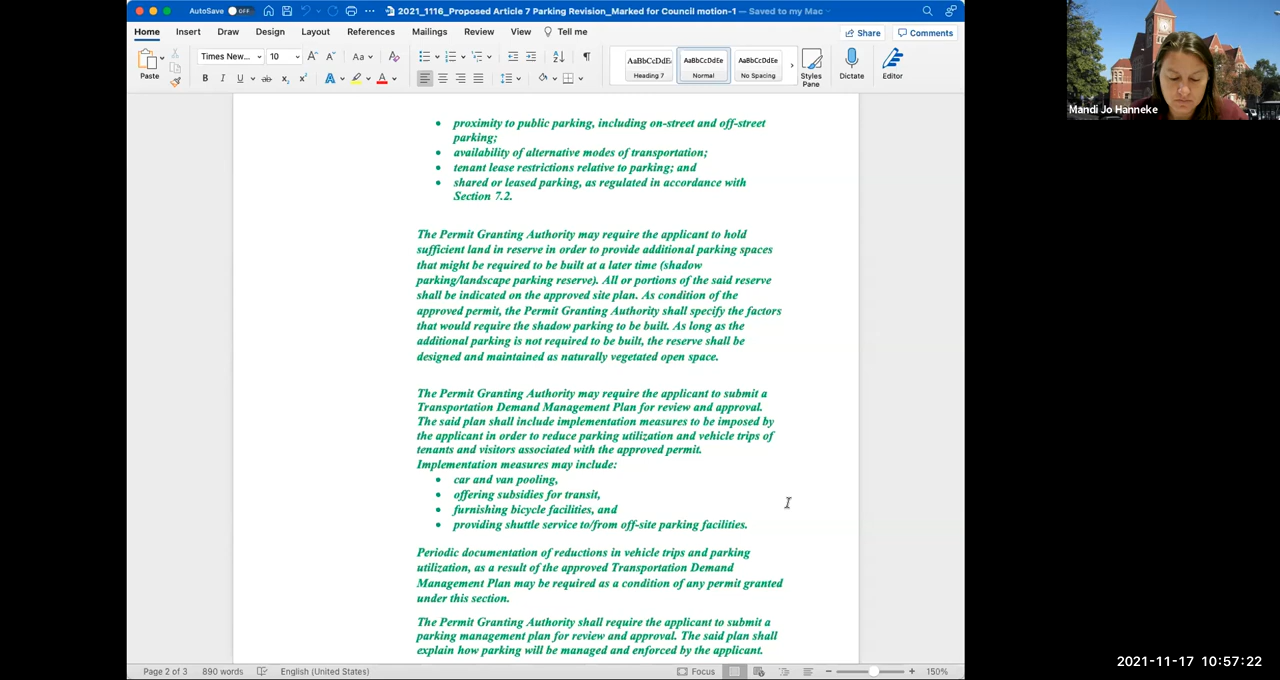 AutoSave OFF 2021_1116_Proposed Article 7 Parking Revision_Marked for Council motion-1 — Saved to my Mac
Home Insert Draw Design Layout References Mailings Review View Tell me Share Comments
Paste Times New... 10 Aa AaBbCcDdE AaBbCcDdEe AaBbCcDdEe
Heading 7 Normal No Spacing Styles Pane Dictate Editor
Mandi Jo Hanneke
• proximity to public parking, including on-street and off-street
parking;
• availability of alternative modes of transportation;
• tenant lease restrictions relative to parking; and
• shared or leased parking, as regulated in accordance with
Section 7.2.
The Permit Granting Authority may require the applicant to hold
sufficient land in reserve in order to provide additional parking spaces
that might be required to be built at a later time (shadow
parking/landscape parking reserve). All or portions of the said reserve
shall be indicated on the approved site plan. As condition of the
approved permit, the Permit Granting Authority shall specify the factors
that would require the shadow parking to be built. As long as the
additional parking is not required to be built, the reserve shall be
designed and maintained as naturally vegetated open space.
The Permit Granting Authority may require the applicant to submit a
Transportation Demand Management Plan for review and approval.
The said plan shall include implementation measures to be imposed by
the applicant in order to reduce parking utilization and vehicle trips of
tenants and visitors associated with the approved permit.
Implementation measures may include:
• car and van pooling,
• offering subsidies for transit,
• furnishing bicycle facilities, and
• providing shuttle service to/from off-site parking facilities.
Periodic documentation of reductions in vehicle trips and parking
utilization, as a result of the approved Transportation Demand
Management Plan may be required as a condition of any permit granted
under this section.
The Permit Granting Authority shall require the applicant to submit a
parking management plan for review and approval. The said plan shall
explain how parking will be managed and enforced by the applicant.
Page 2 of 3 890 words English (United States) Focus 150%
2021-11-17 10:57:22